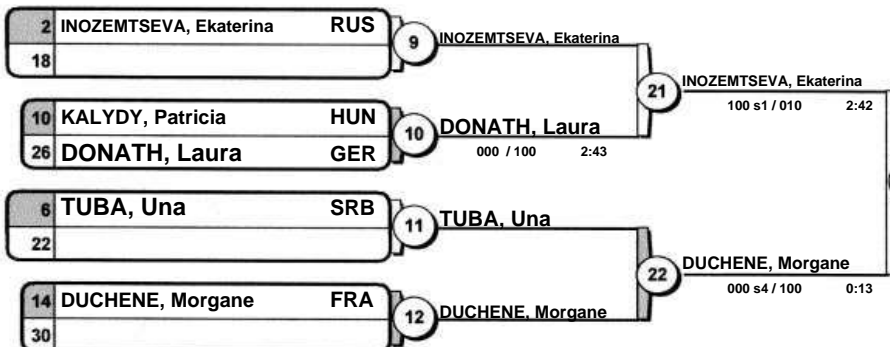 2 INOZEMTSEVA, Ekaterina RUS
18
9 INOZEMTSEVA, Ekaterina
21 INOZEMTSEVA, Ekaterina
100 s1 / 010 2:42
10 KALYDY, Patricia HUN
26 DONATH, Laura GER
10 DONATH, Laura
000 / 100 2:43
6 TUBA, Una SRB
22
11 TUBA, Una
22 DUCHENE, Morgane
000 s4 / 100 0:13
14 DUCHENE, Morgane FRA
30
12 DUCHENE, Morgane